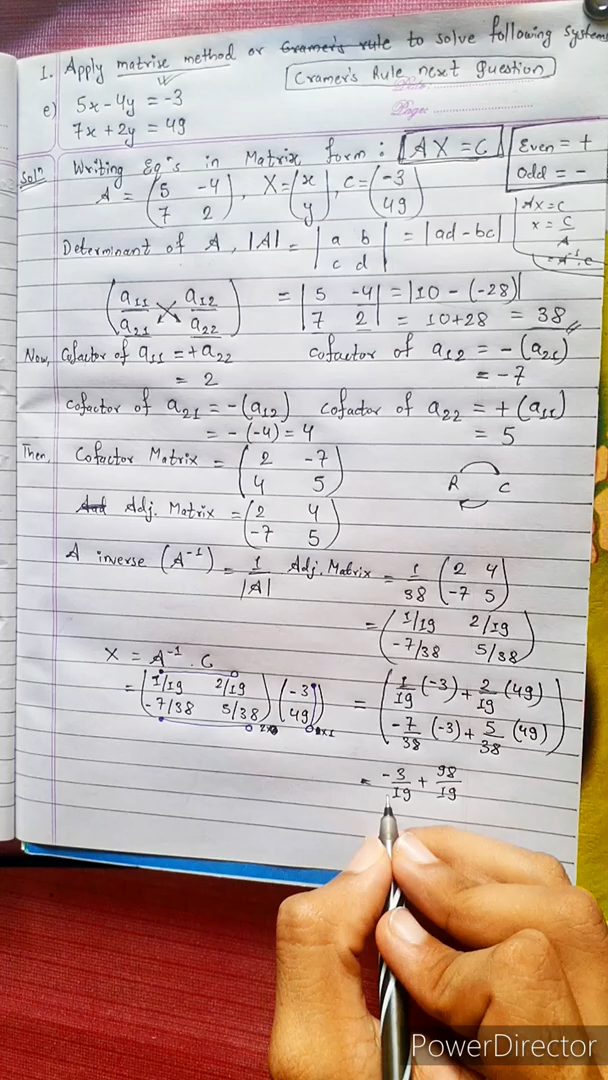 1. Apply matrix method or Cramer's rule to solve following systems
Cramer's Rule next question
e) 5x - 4y = -3
7x + 2y = 49
Page:
Solⁿ Writing Eqⁿs in Matrix form : AX = C
Even = +
Odd = -
A = (5 -4 / 7 2), X = (x / y), C = (-3 / 49)
AX = C
x = C/A
= A⁻¹.C
Determinant of A, |A| = |a b / c d| = |ad - bc|
(a₁₁ a₁₂ / a₂₁ a₂₂) = |5 -4 / 7 2| = |10 - (-28)|
= 10+28 = 38
Now, Cofactor of a₁₁ = +a₂₂ cofactor of a₁₂ = -(a₂₁)
= 2 = -7
cofactor of a₂₁ = -(a₁₂) cofactor of a₂₂ = +(a₁₁)
= -(-4) = 4 = 5
Then, Cofactor Matrix = (2 -7 / 4 5) R C
Adj. Matrix = (2 4 / -7 5)
A inverse (A⁻¹) = 1/|A| Adj. Matrix = 1/38 (2 4 / -7 5)
= (1/19 2/19 / -7/38 5/38)
X = A⁻¹ . C
= (1/19 2/19 / -7/38 5/38) (-3 / 49) = (1/19 (-3) + 2/19 (49) / -7/38 (-3) + 5/38 (49))
= -3/19 + 98/19
PowerDirector